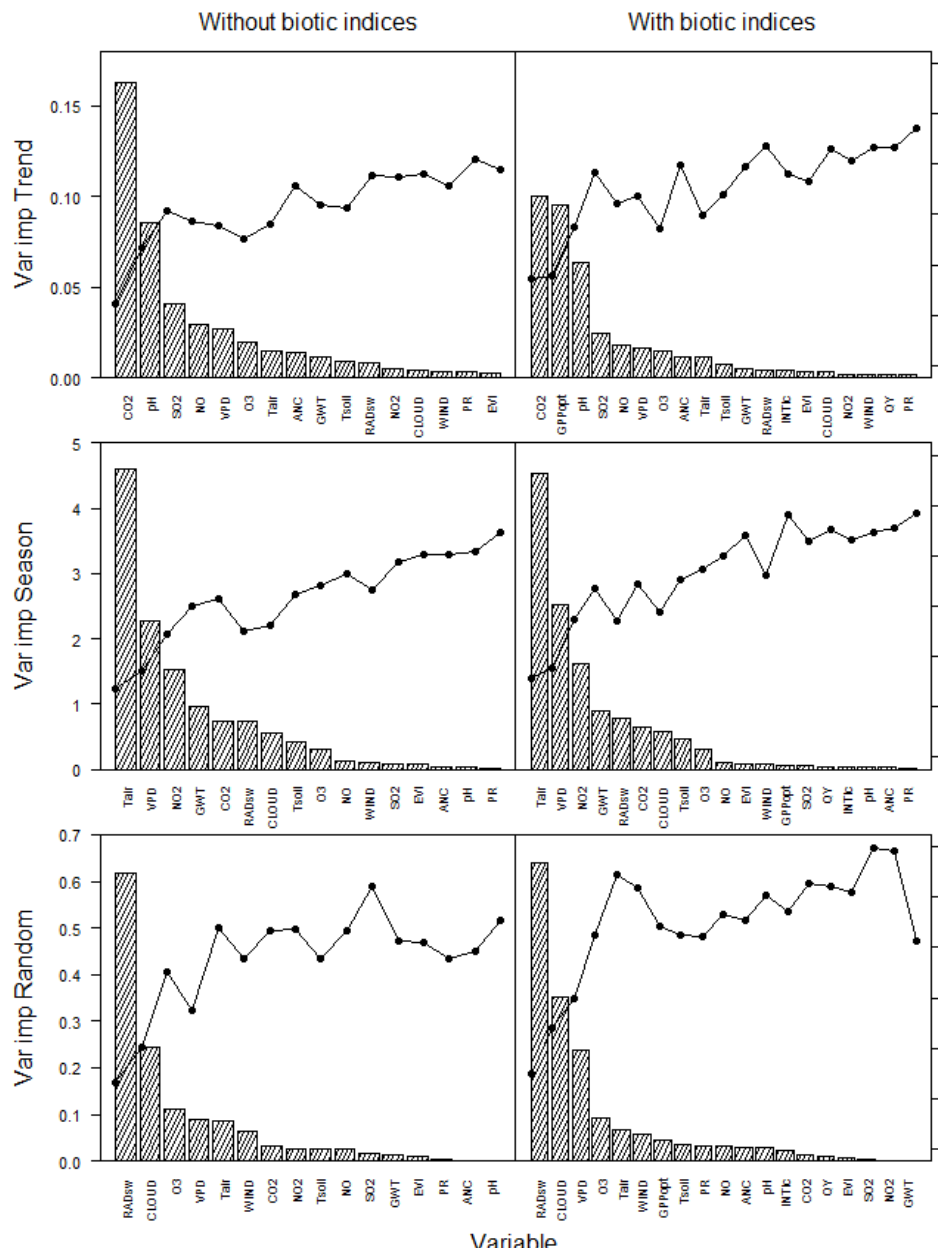 Without biotic indices With biotic indices
Var imp Trend
0.15
0.10
0.05
0.00
CO2 pH SO2 NO VPD O3 Tair ANC GWT Tsoil RADsw NO2 CLOUD WIND PR EVI
CO2 GPPopt pH SO2 NO VPD O3 ANC Tair Tsoil GWT RADsw INTic EVI CLOUD NO2 WIND QY PR
Var imp Season
5
4
3
2
1
0
Tair VPD NO2 GWT CO2 RADsw CLOUD Tsoil O3 NO WIND SO2 EVI ANC pH PR
Tair VPD NO2 GWT RADsw CO2 CLOUD Tsoil O3 NO EVI WIND GPPopt SO2 QY INTic pH ANC PR
Var imp Random
0.7
0.6
0.5
0.4
0.3
0.2
0.1
0.0
RADsw CLOUD O3 VPD Tair WIND CO2 NO2 Tsoil NO SO2 GWT EVI PR ANC pH
RADsw CLOUD VPD O3 Tair WIND GPPopt Tsoil PR NO ANC pH INTic CO2 QY EVI SO2 NO2 GWT
Variable